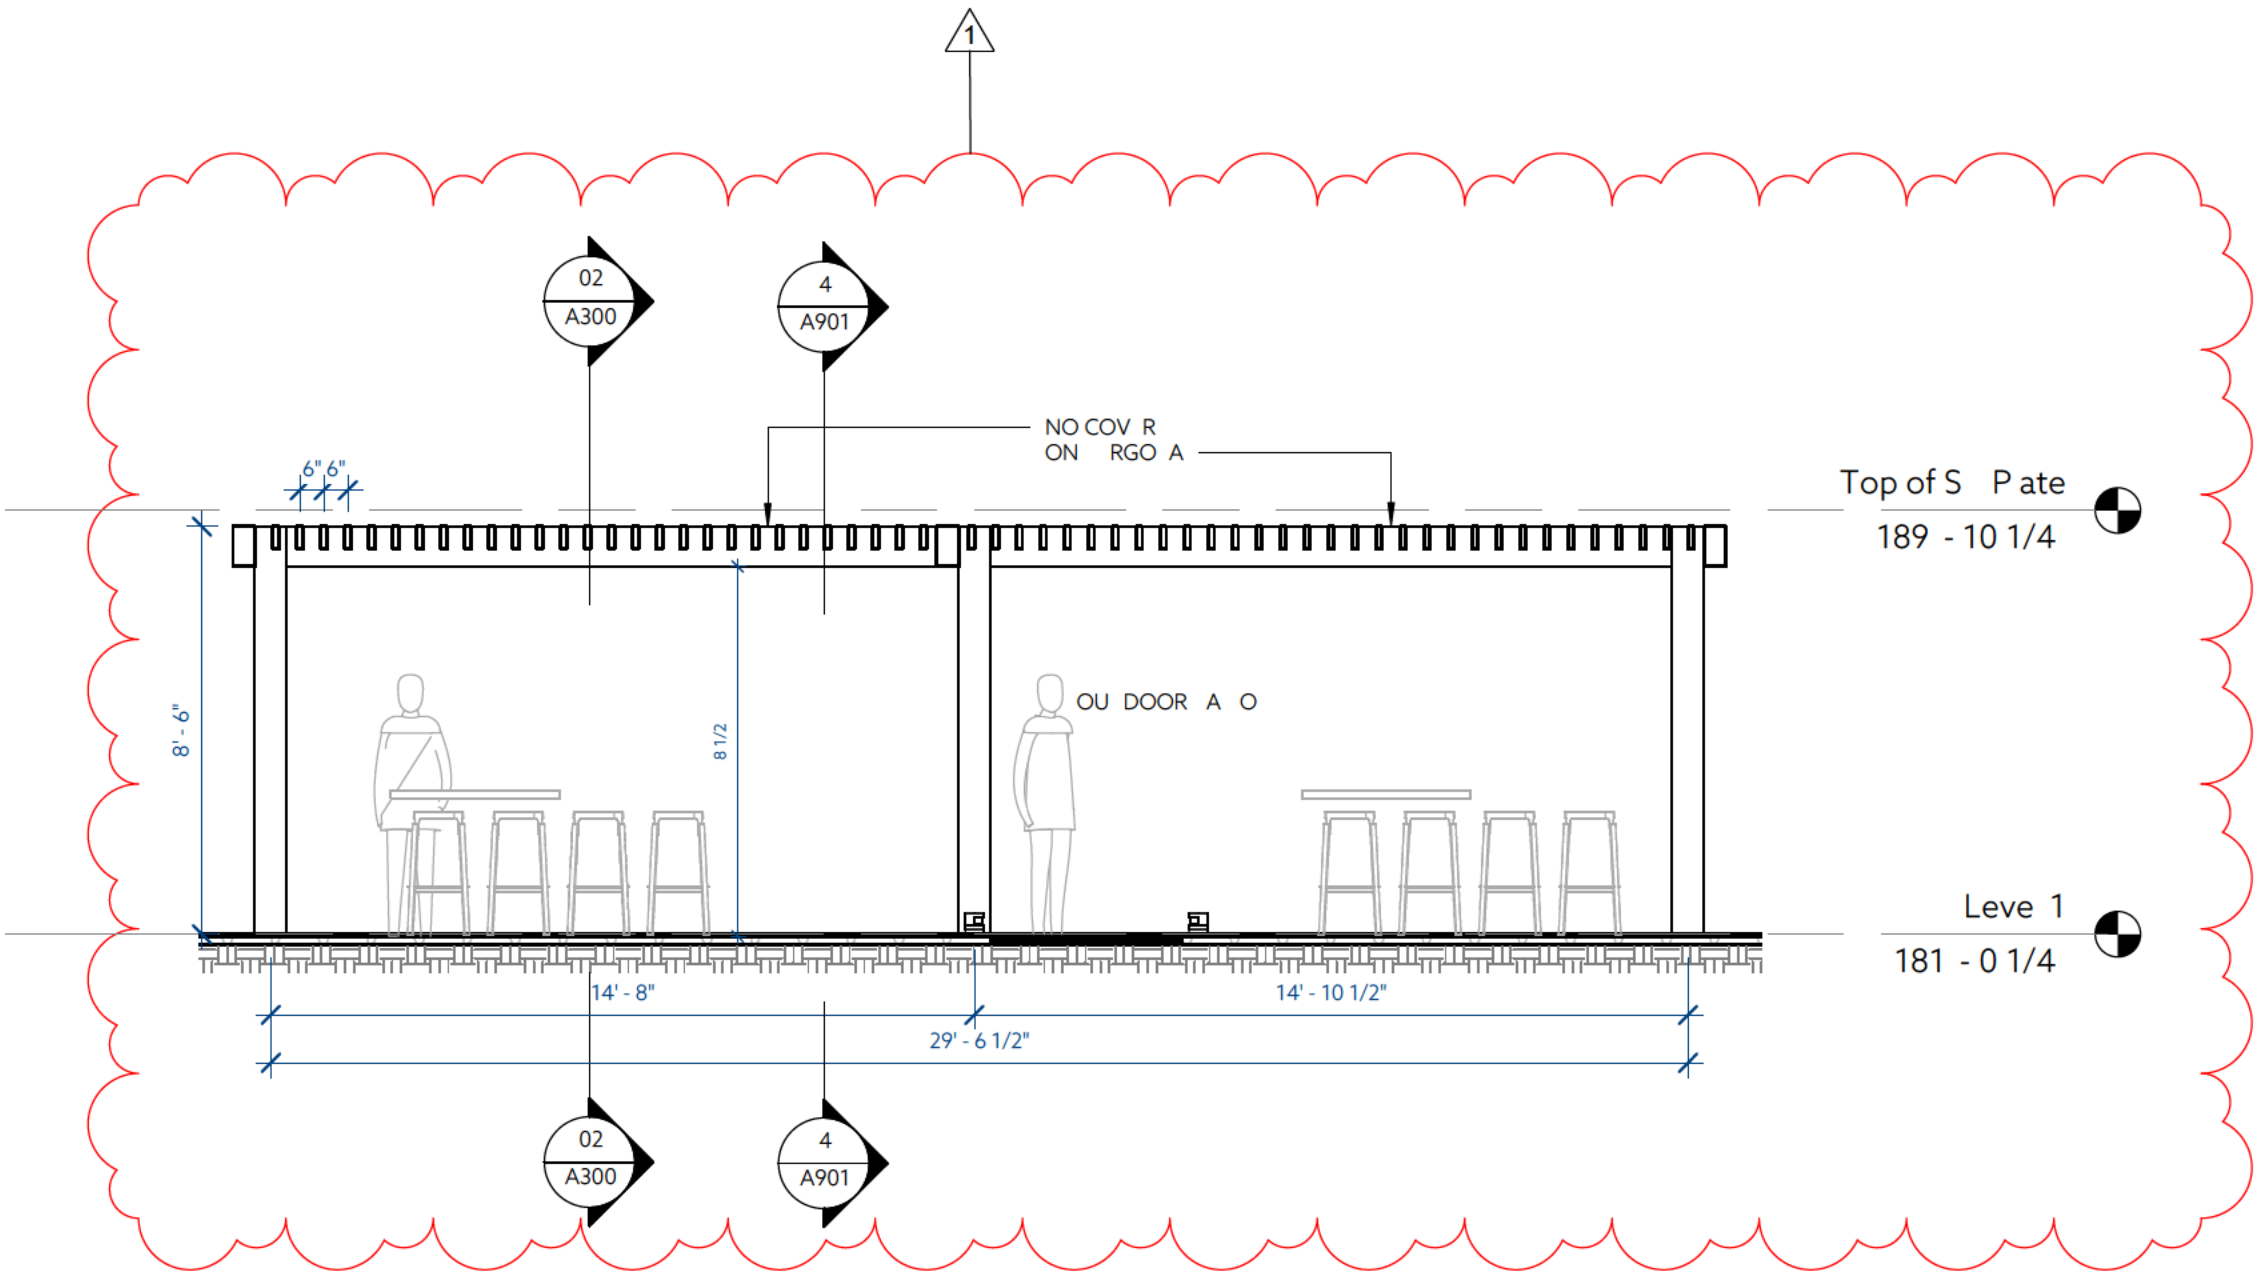 1
02
A300
4
A901
NO COV R
ON RGO A
6" 6"
Top of S P ate
189 - 10 1/4
8' - 6"
8 1/2
OU DOOR A O
Leve 1
181 - 0 1/4
14' - 8"
14' - 10 1/2"
29' - 6 1/2"
02
A300
4
A901